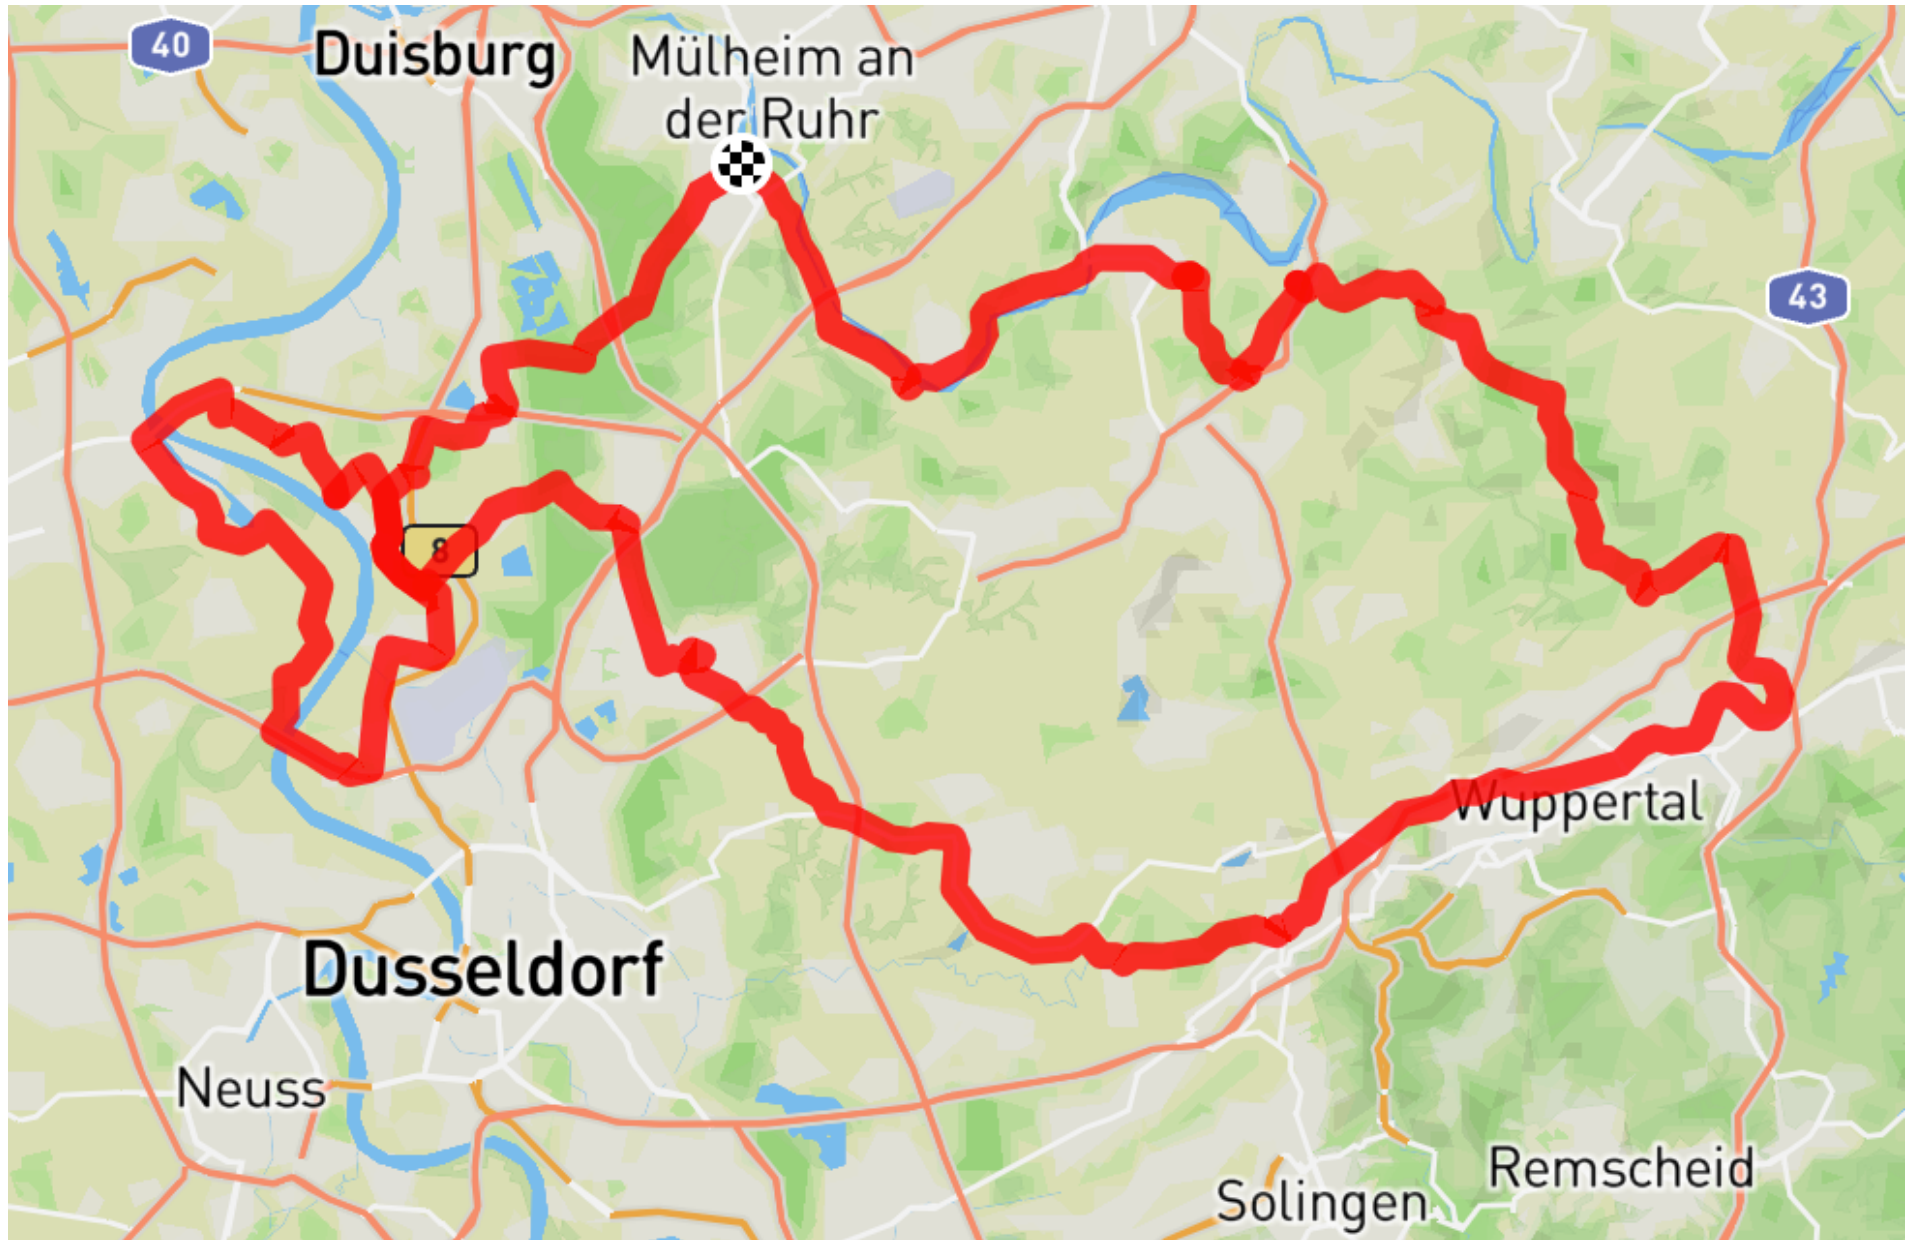 40
Duisburg
Mülheim an
der Ruhr
43
8
Wuppertal
Dusseldorf
Neuss
Remscheid
Solingen